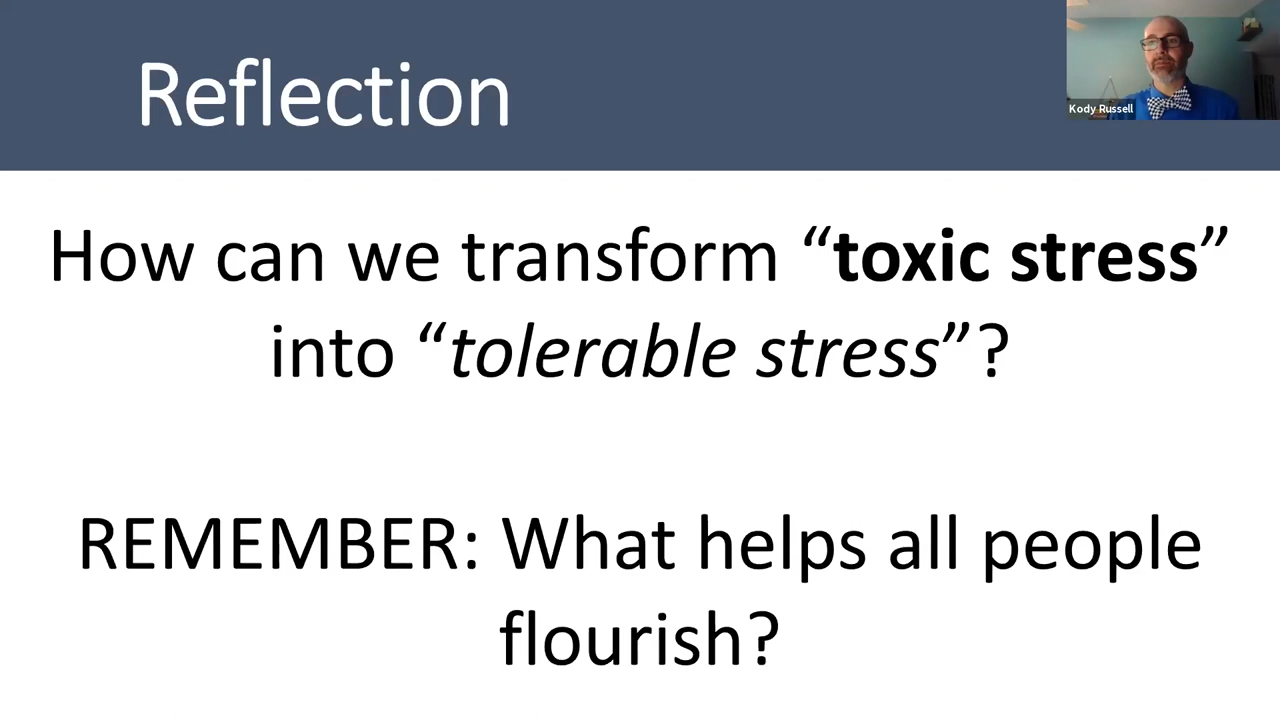 Reflection
Kody Russell
How can we transform “toxic stress”
into “tolerable stress”?
REMEMBER: What helps all people
flourish?